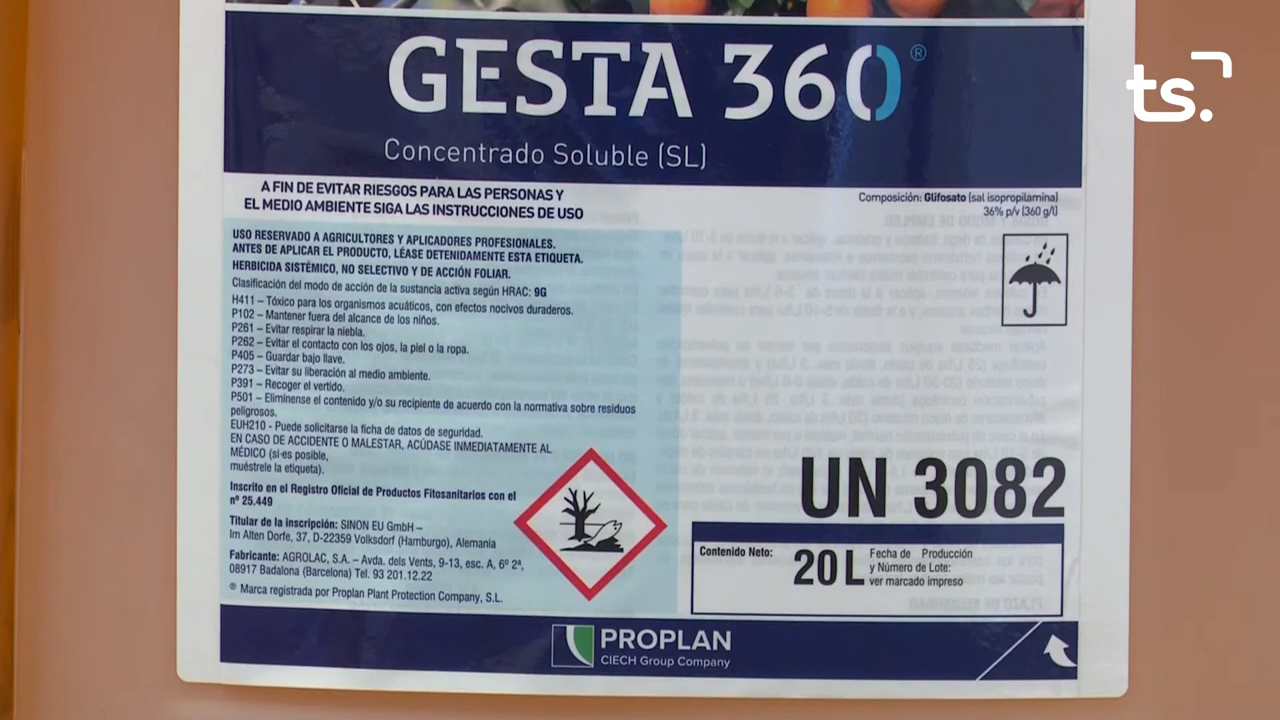 GESTA 360®
ts.
Concentrado Soluble (SL)
A FIN DE EVITAR RIESGOS PARA LAS PERSONAS Y
EL MEDIO AMBIENTE SIGA LAS INSTRUCCIONES DE USO
Composición: Glifosato (sal isopropilamina)
36% p/v (360 g/l)
USO RESERVADO A AGRICULTORES Y APLICADORES PROFESIONALES.
ANTES DE APLICAR EL PRODUCTO, LÉASE DETENIDAMENTE ESTA ETIQUETA.
HERBICIDA SISTÉMICO, NO SELECTIVO Y DE ACCIÓN FOLIAR.
Clasificación del modo de acción de la sustancia activa según HRAC: 9G
H411 – Tóxico para los organismos acuáticos, con efectos nocivos duraderos.
P102 – Mantener fuera del alcance de los niños.
P261 – Evitar respirar la niebla.
P262 – Evitar el contacto con los ojos, la piel o la ropa.
P405 – Guardar bajo llave.
P273 – Evitar su liberación al medio ambiente.
P391 – Recoger el vertido.
P501 – Elimínense el contenido y/o su recipiente de acuerdo con la normativa sobre residuos
peligrosos.
EUH210 - Puede solicitarse la ficha de datos de seguridad.
EN CASO DE ACCIDENTE O MALESTAR, ACÚDASE INMEDIATAMENTE AL
MÉDICO (si es posible,
muéstrele la etiqueta).
Inscrito en el Registro Oficial de Productos Fitosanitarios con el
nº 25.449
Titular de la inscripción: SINON EU GmbH –
Im Alten Dorfe, 37, D-22359 Volksdorf (Hamburgo), Alemania
Fabricante: AGROLAC, S.A. – Avda. dels Vents, 9-13, esc. A, 6º 2ª,
08917 Badalona (Barcelona) Tel. 93 201.12.22
® Marca registrada por Proplan Plant Protection Company, S.L.
UN 3082
Contenido Neto: 20 L
Fecha de Producción
y Número de Lote:
ver marcado impreso
PROPLAN
CIECH Group Company